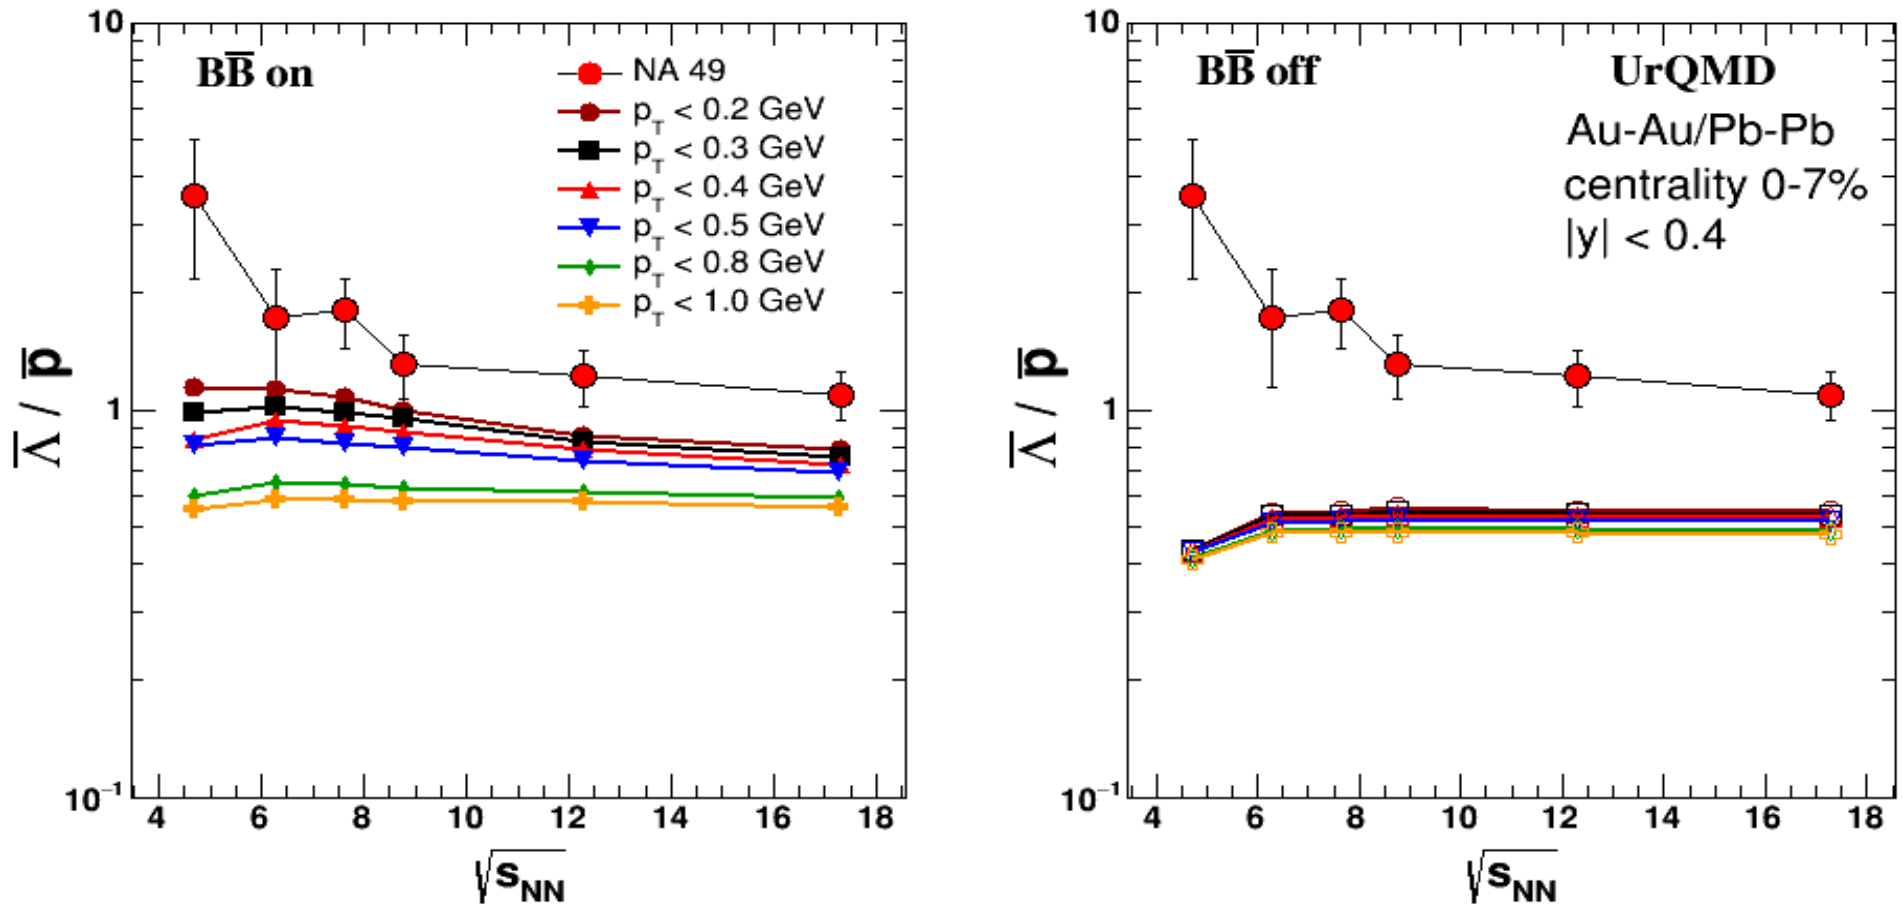 10
BB̅ on
NA 49
p_T < 0.2 GeV
p_T < 0.3 GeV
p_T < 0.4 GeV
p_T < 0.5 GeV
p_T < 0.8 GeV
p_T < 1.0 GeV
1
10⁻¹
Λ̅ / p̅
4 6 8 10 12 14 16 18
√s_NN
10
BB̅ off
UrQMD
Au-Au/Pb-Pb
centrality 0-7%
|y| < 0.4
1
10⁻¹
Λ̅ / p̅
4 6 8 10 12 14 16 18
√s_NN